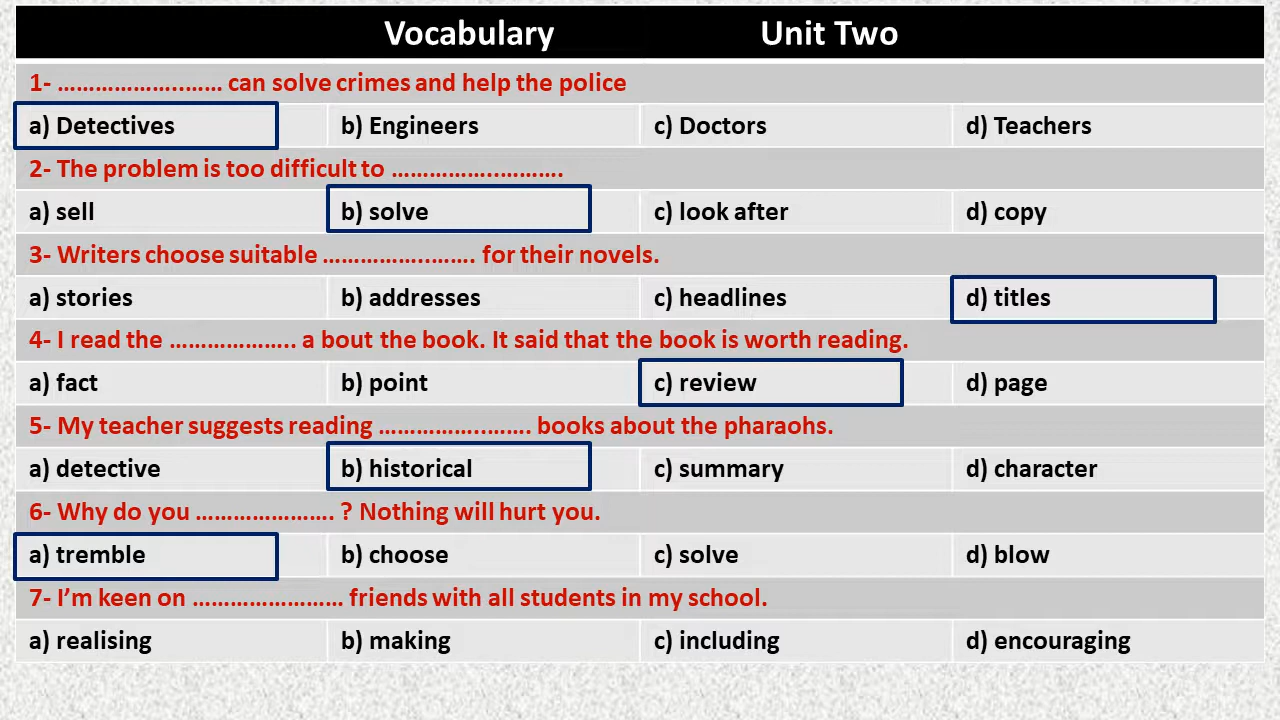 Vocabulary Unit Two
1- ………………..…… can solve crimes and help the police
a) Detectives b) Engineers c) Doctors d) Teachers
2- The problem is too difficult to ……………..……….
a) sell b) solve c) look after d) copy
3- Writers choose suitable ……………..……. for their novels.
a) stories b) addresses c) headlines d) titles
4- I read the ……………….. a bout the book. It said that the book is worth reading.
a) fact b) point c) review d) page
5- My teacher suggests reading ……………..……. books about the pharaohs.
a) detective b) historical c) summary d) character
6- Why do you …………………. ? Nothing will hurt you.
a) tremble b) choose c) solve d) blow
7- I’m keen on …………………… friends with all students in my school.
a) realising b) making c) including d) encouraging